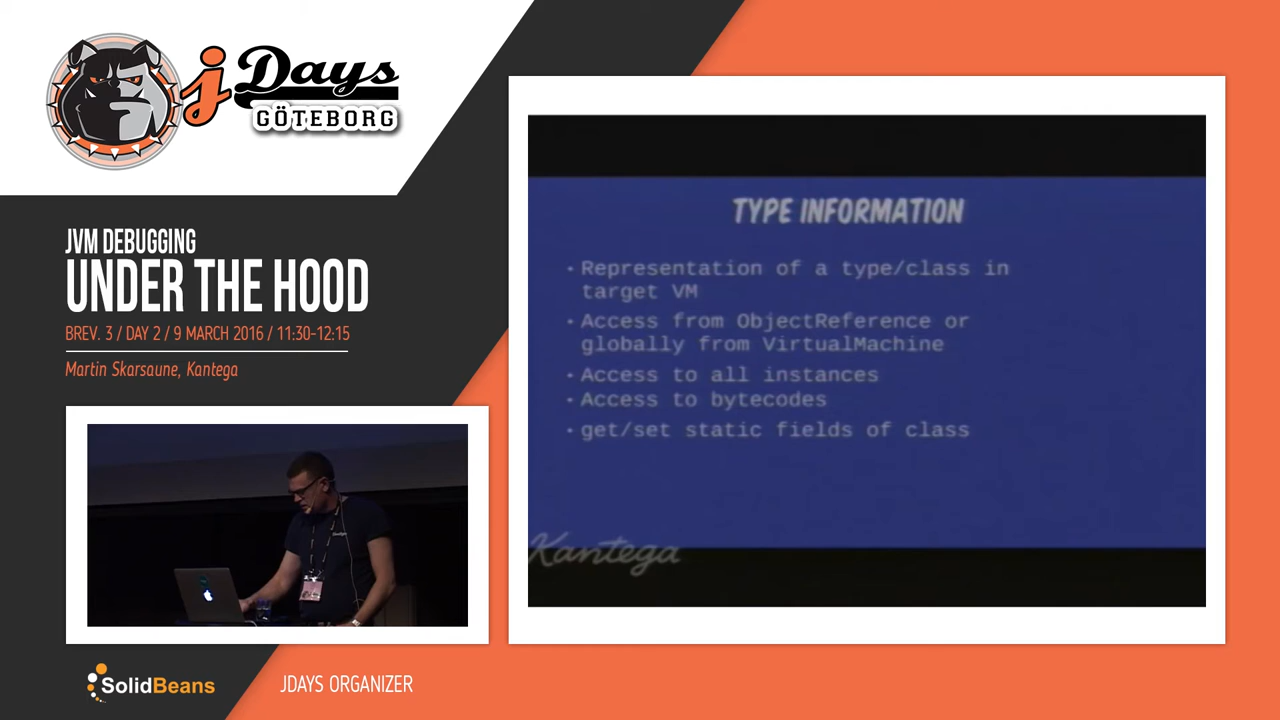 jDays
GÖTEBORG
JVM DEBUGGING
UNDER THE HOOD
BREV. 3 / DAY 2 / 9 MARCH 2016 / 11:30-12:15
Martin Skarsaune, Kantega
TYPE INFORMATION
• Representation of a type/class in
target VM
• Access from ObjectReference or
globally from VirtualMachine
• Access to all instances
• Access to bytecodes
• get/set static fields of class
Kantega
SolidBeans
JDAYS ORGANIZER